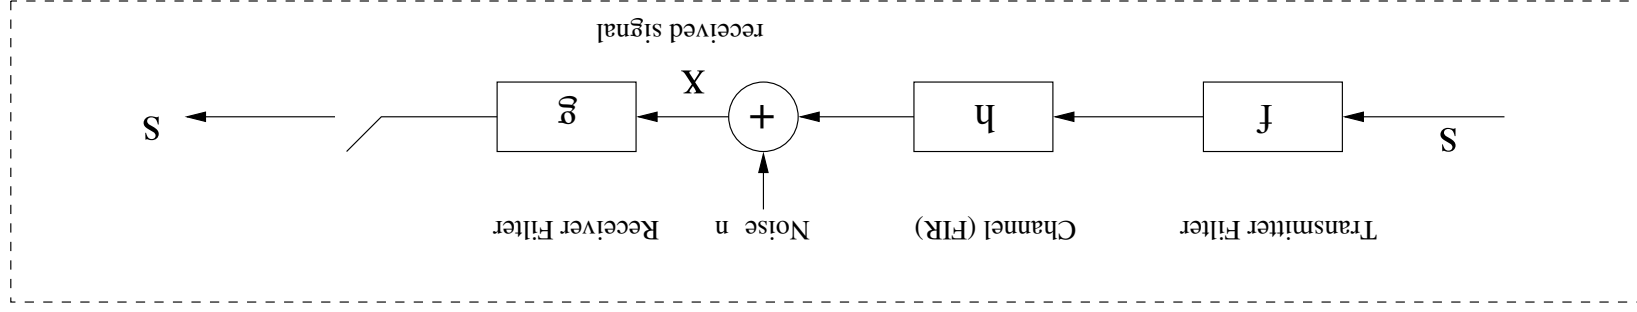 Transmitter Filter
Channel (FIR)
Noise n
Receiver Filter
S
f
h
+
X
g
S
received signal